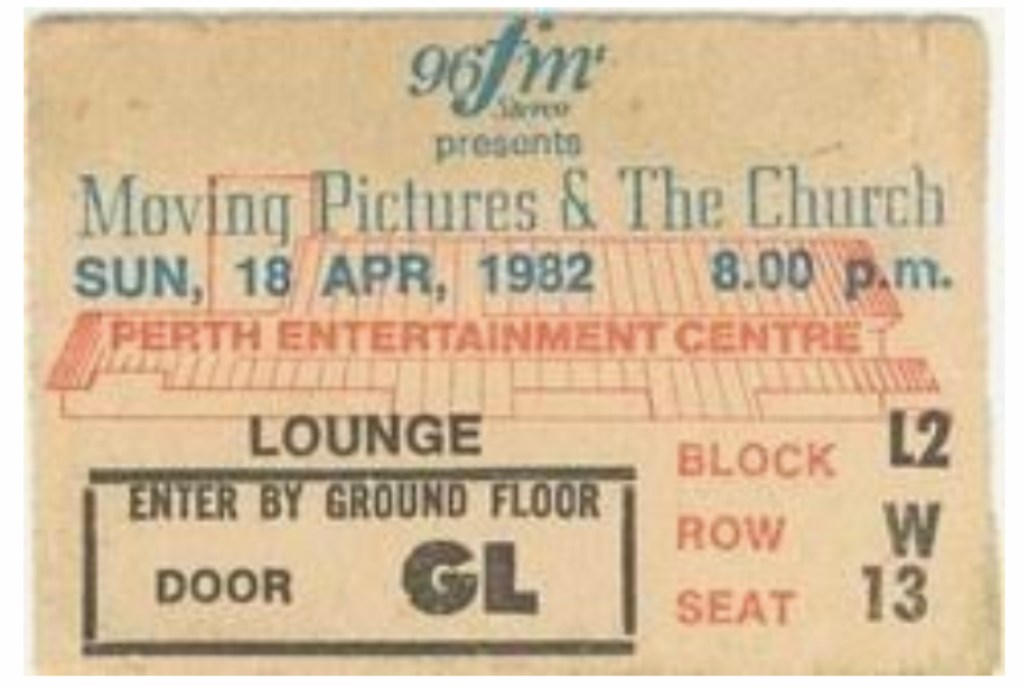 96fm
Stereo
presents
Moving Pictures & The Church
SUN, 18 APR, 1982 8.00 p.m.
PERTH ENTERTAINMENT CENTRE
LOUNGE
ENTER BY GROUND FLOOR
DOOR GL
BLOCK L2
ROW W
SEAT 13